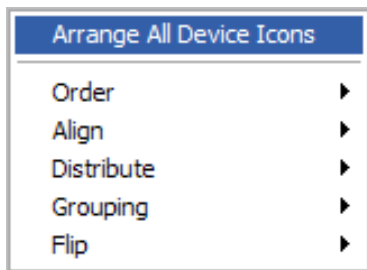 Arrange All Device Icons
Order
Align
Distribute
Grouping
Flip